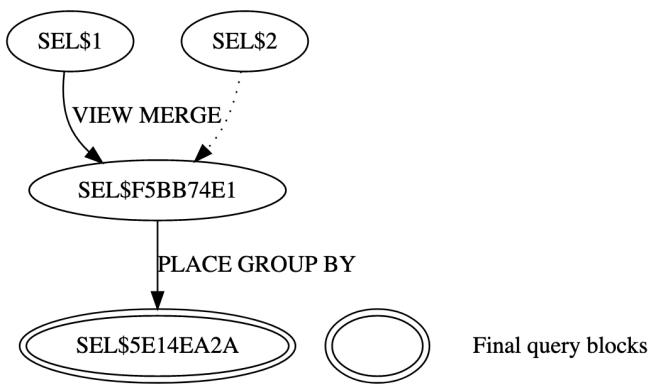 SEL$1
SEL$2
VIEW MERGE
SEL$F5BB74E1
PLACE GROUP BY
SEL$5E14EA2A
Final query blocks